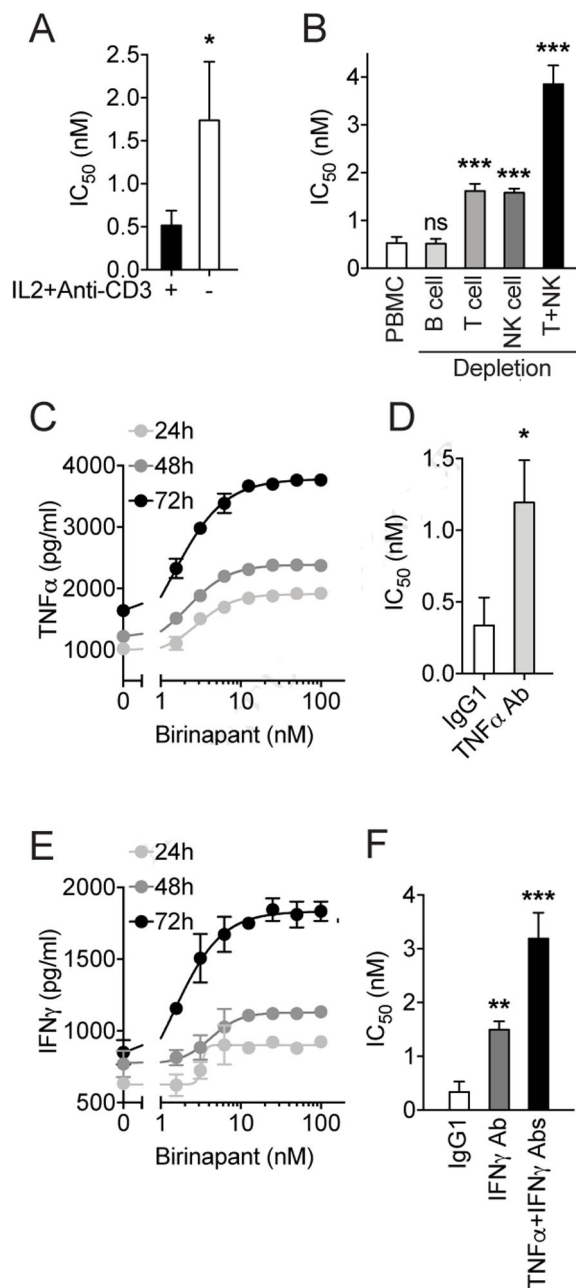 A
*
IC50 (nM)
2.5
2.0
1.5
1.0
0.5
0.0
IL2+Anti-CD3 + -
B
***
*** ***
ns
IC50 (nM)
4
2
0
PBMC
B cell
T cell
NK cell
T+NK
Depletion
C
24h
48h
72h
TNFα (pg/ml)
4000
3000
2000
1000
0 1 10 100
Birinapant (nM)
D
*
IC50 (nM)
1.5
1.0
0.5
0.0
IgG1
TNFα Ab
E
24h
48h
72h
IFNγ (pg/ml)
2000
1500
1000
500
0 1 10 100
Birinapant (nM)
F
***
**
IC50 (nM)
4
3
2
1
0
IgG1
IFNγ Ab
TNFα+IFNγ Abs